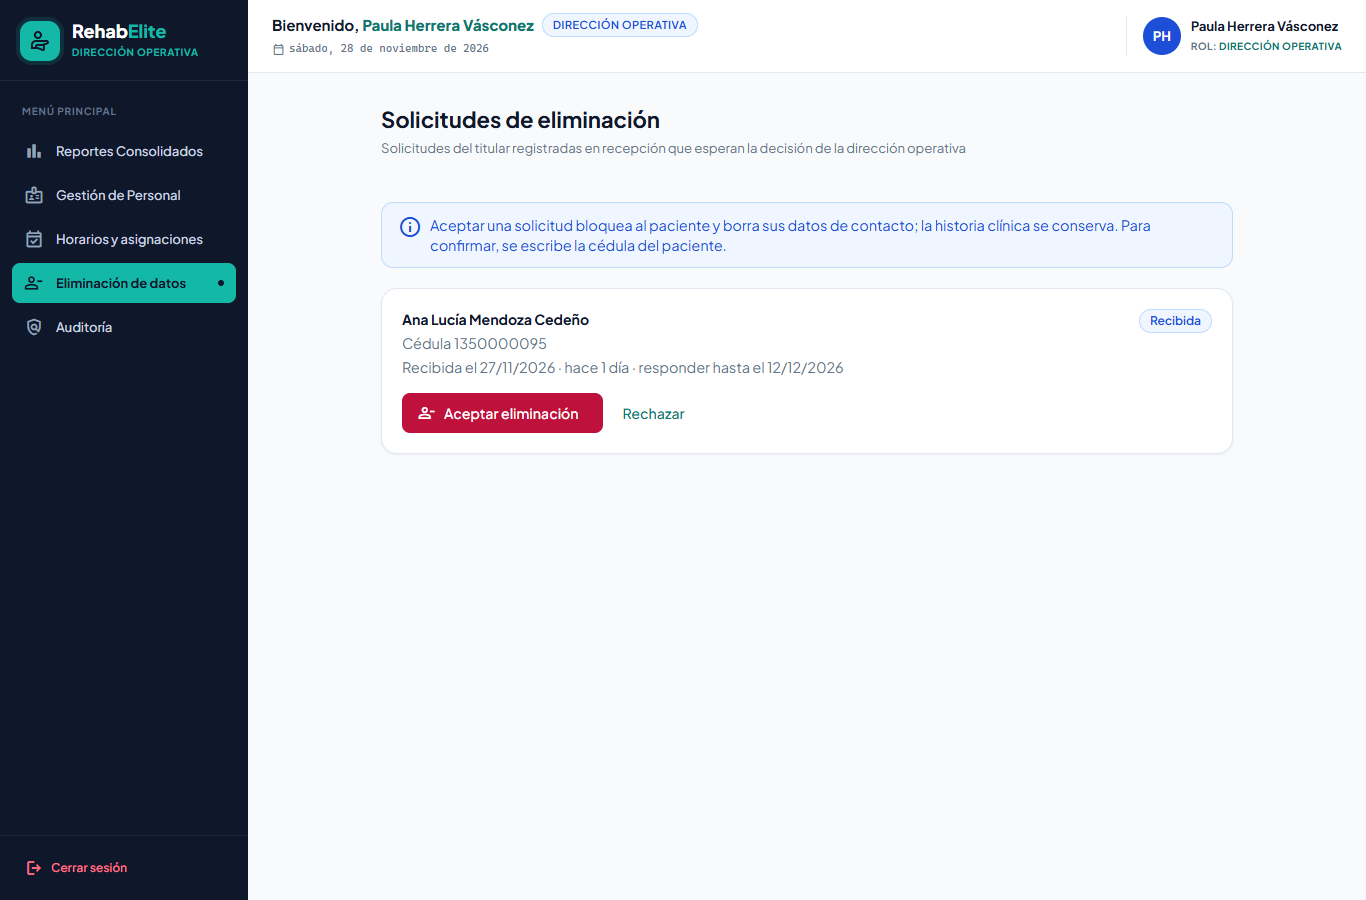 RehabElite
DIRECCIÓN OPERATIVA
MENÚ PRINCIPAL
Reportes Consolidados
Gestión de Personal
Horarios y asignaciones
Eliminación de datos
Auditoría
Cerrar sesión
Bienvenido, Paula Herrera Vásconez DIRECCIÓN OPERATIVA
sábado, 28 de noviembre de 2026
PH
Paula Herrera Vásconez
ROL: DIRECCIÓN OPERATIVA
Solicitudes de eliminación
Solicitudes del titular registradas en recepción que esperan la decisión de la dirección operativa
Aceptar una solicitud bloquea al paciente y borra sus datos de contacto; la historia clínica se conserva. Para
confirmar, se escribe la cédula del paciente.
Ana Lucía Mendoza Cedeño
Recibida
Cédula 1350000095
Recibida el 27/11/2026 · hace 1 día · responder hasta el 12/12/2026
Aceptar eliminación
Rechazar